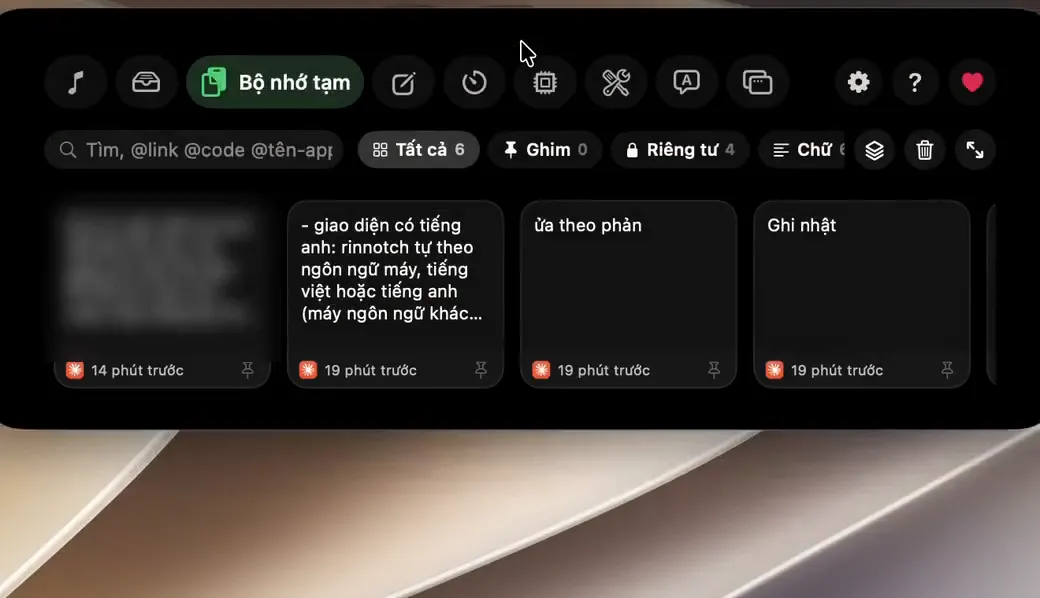 Bộ nhớ tạm
?
Tìm, @link @code @tên-app
Tất cả 6
Ghim 0
Riêng tư 4
Chữ
- giao diện có tiếng
anh: rinnotch tự theo
ngôn ngữ máy, tiếng
việt hoặc tiếng anh
(máy ngôn ngữ khác...
ửa theo phản
Ghi nhật
14 phút trước
19 phút trước
19 phút trước
19 phút trước